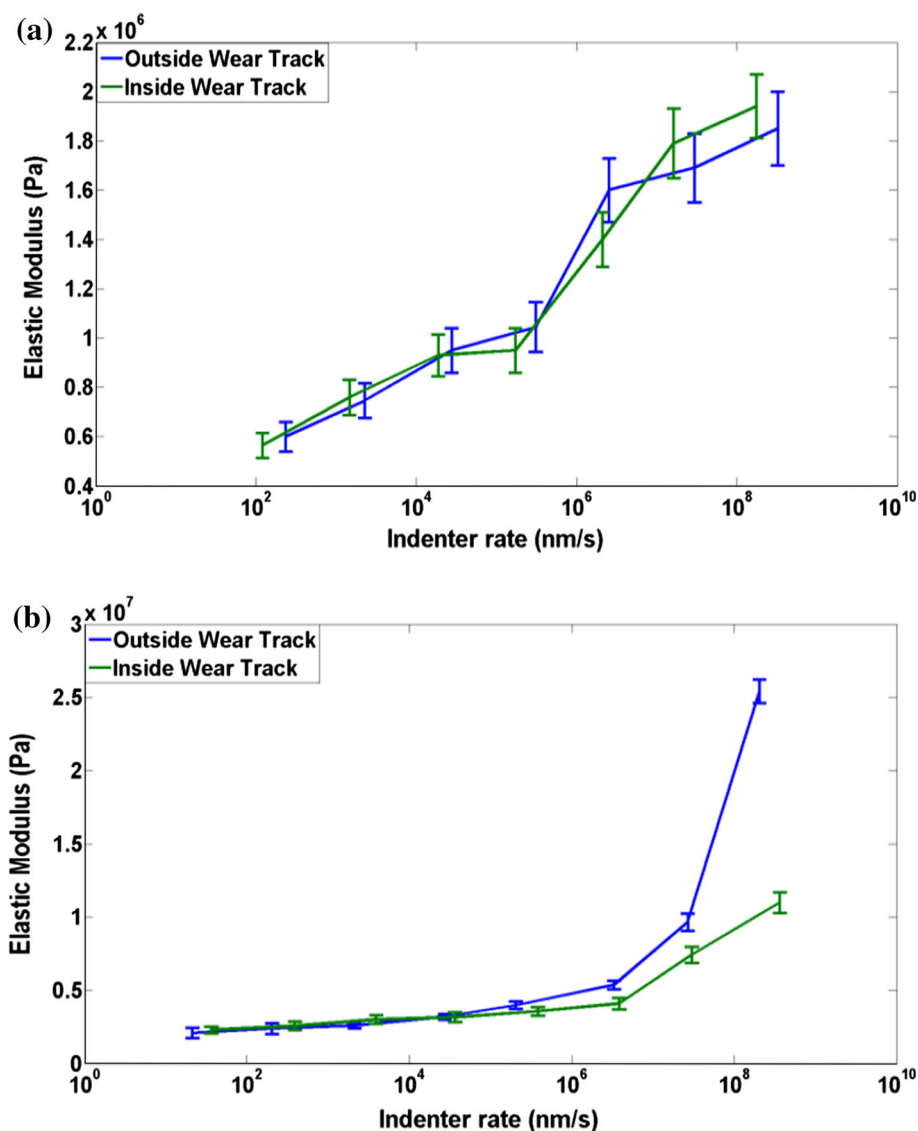 (a)
x 10^6
2.2
2
1.8
1.6
1.4
1.2
1
0.8
0.6
0.4
Elastic Modulus (Pa)
Outside Wear Track
Inside Wear Track
10^0 10^2 10^4 10^6 10^8 10^10
Indenter rate (nm/s)
(b)
x 10^7
3
2.5
2
1.5
1
0.5
0
Elastic Modulus (Pa)
Outside Wear Track
Inside Wear Track
10^0 10^2 10^4 10^6 10^8 10^10
Indenter rate (nm/s)